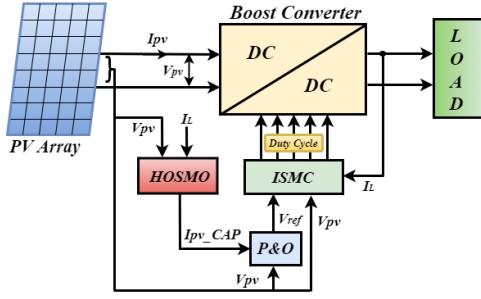 Boost Converter
Ipv
Vpv
DC
DC
L
O
A
D
PV Array
Vpv
IL
Duty Cycle
HOSMO
ISMC
IL
Vref
Vpv
Ipv_CAP
P&O
Vpv